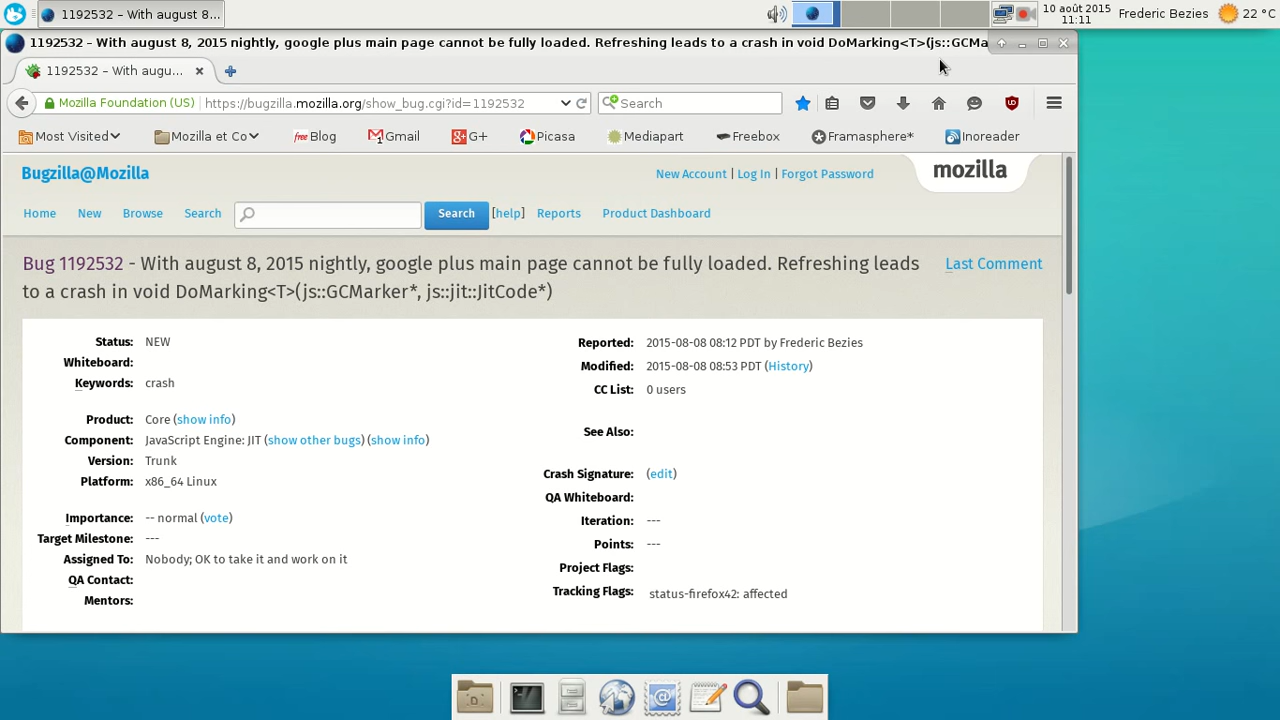 1192532 – With august 8...
10 août 2015
11:11
Frederic Bezies
22 °C
1192532 – With august 8, 2015 nightly, google plus main page cannot be fully loaded. Refreshing leads to a crash in void DoMarking<T>(js::GCMa
1192532 – With augu...
Mozilla Foundation (US)
https://bugzilla.mozilla.org/show_bug.cgi?id=1192532
Search
Most Visited
Mozilla et Co
free Blog
Gmail
G+
Picasa
Mediapart
Freebox
Framasphere*
Inoreader
Bugzilla@Mozilla
New Account | Log In | Forgot Password
mozilla
Home
New
Browse
Search
Search
[help]
Reports
Product Dashboard
Bug 1192532 - With august 8, 2015 nightly, google plus main page cannot be fully loaded. Refreshing leads
to a crash in void DoMarking<T>(js::GCMarker*, js::jit::JitCode*)
Last Comment
Status: NEW
Whiteboard:
Keywords: crash
Product: Core (show info)
Component: JavaScript Engine: JIT (show other bugs) (show info)
Version: Trunk
Platform: x86_64 Linux
Importance: -- normal (vote)
Target Milestone: ---
Assigned To: Nobody; OK to take it and work on it
QA Contact:
Mentors:
Reported: 2015-08-08 08:12 PDT by Frederic Bezies
Modified: 2015-08-08 08:53 PDT (History)
CC List: 0 users
See Also:
Crash Signature: (edit)
QA Whiteboard:
Iteration: ---
Points: ---
Project Flags:
Tracking Flags: status-firefox42: affected